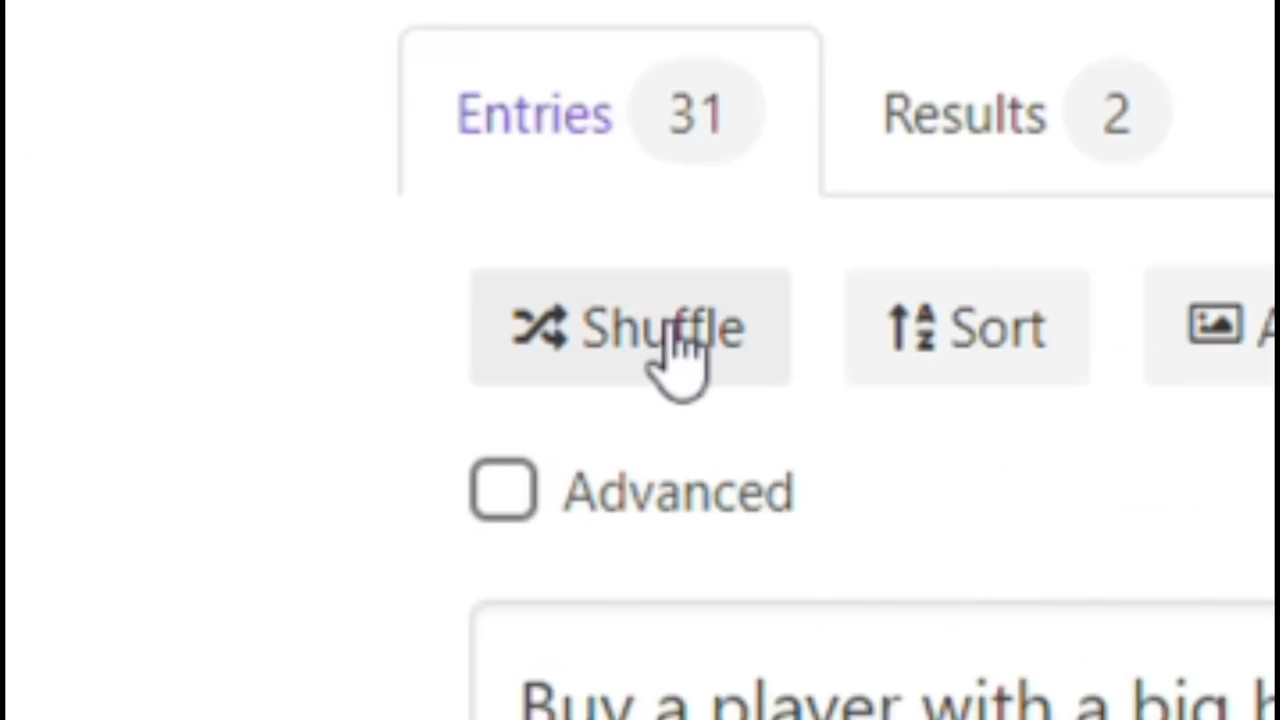 Entries 31 Results 2
Shuffle Sort
Advanced
Buy a player with a big